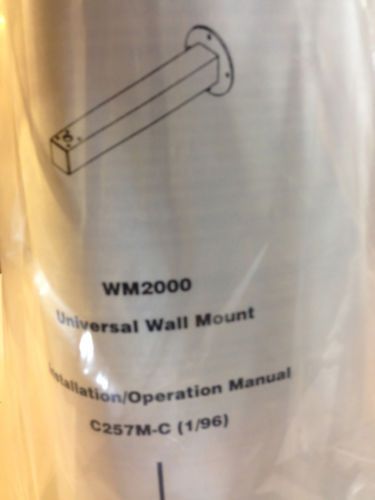 WM2000
Universal Wall Mount
Installation/Operation Manual
C257M-C (1/96)